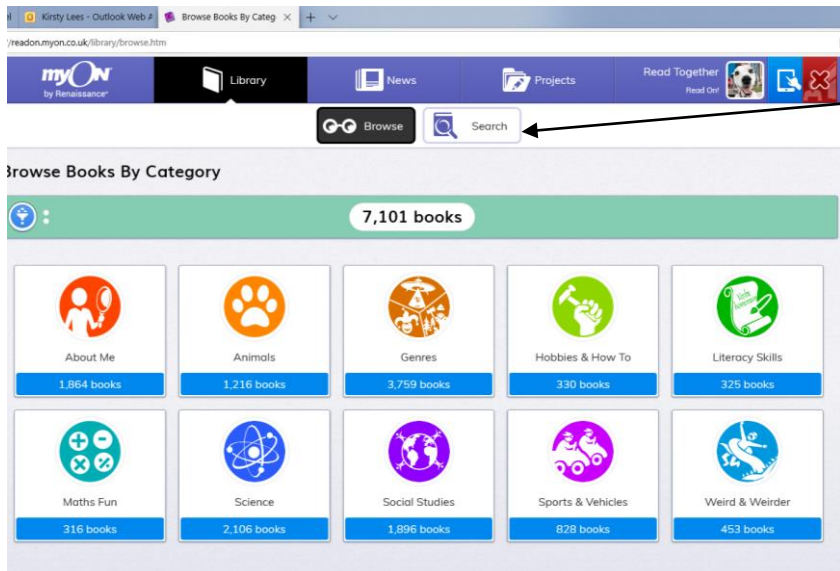 Kirsty Lees - Outlook Web A
Browse Books By Categ
/readon.myon.co.uk/library/browse.htm
myON
by Renaissance
Library
News
Projects
Read Together
Read On!
Browse
Search
Browse Books By Category
7,101 books
About Me
Animals
Genres
Hobbies & How To
Literacy Skills
1,864 books
1,216 books
3,759 books
330 books
325 books
Maths Fun
Science
Social Studies
Sports & Vehicles
Weird & Weirder
316 books
2,106 books
1,896 books
828 books
453 books